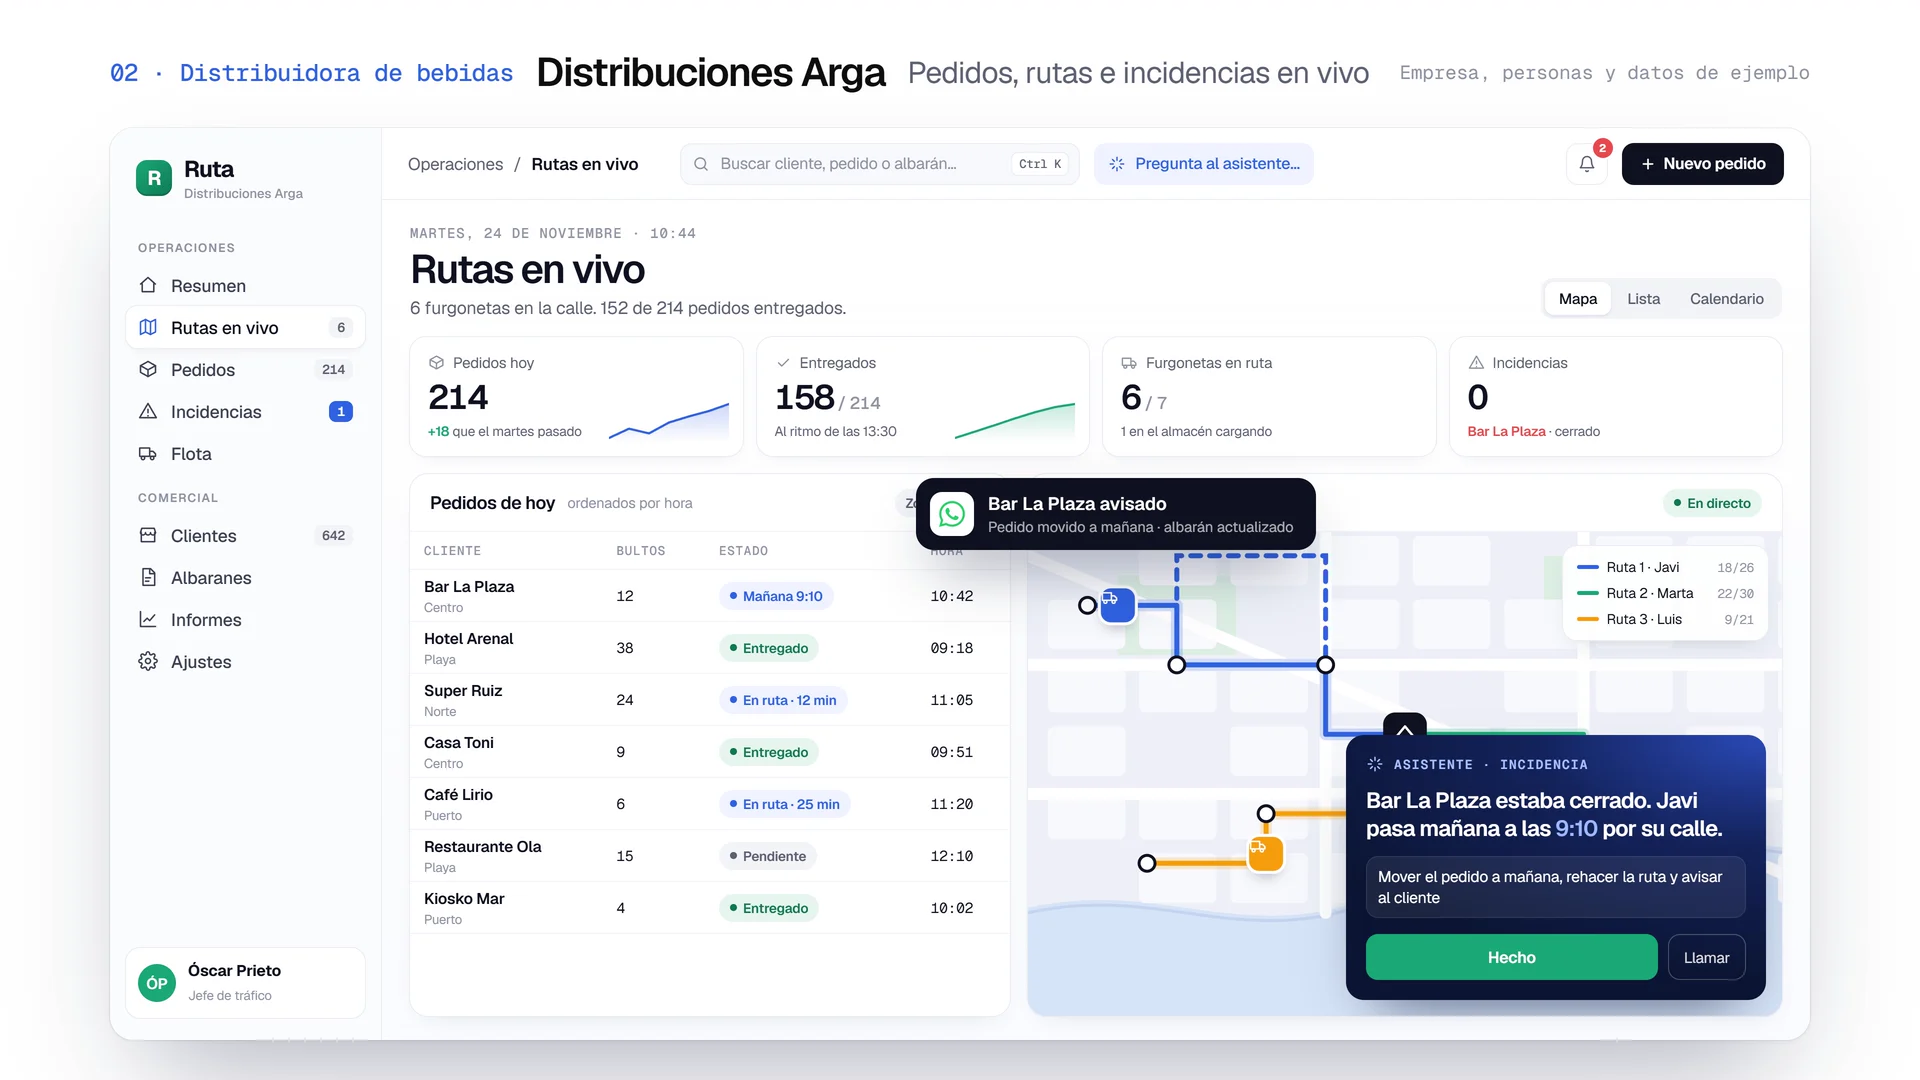 02 · Distribuidora de bebidas Distribuciones Arga Pedidos, rutas e incidencias en vivo Empresa, personas y datos de ejemplo
R
Ruta
Distribuciones Arga
OPERACIONES
Resumen
Rutas en vivo 6
Pedidos 214
Incidencias 1
Flota
COMERCIAL
Clientes 642
Albaranes
Informes
Ajustes
ÓP
Óscar Prieto
Jefe de tráfico
Operaciones / Rutas en vivo
Buscar cliente, pedido o albarán... Ctrl K
Pregunta al asistente...
2
+ Nuevo pedido
MARTES, 24 DE NOVIEMBRE · 10:44
Rutas en vivo
6 furgonetas en la calle. 152 de 214 pedidos entregados.
Mapa Lista Calendario
Pedidos hoy
214
+18 que el martes pasado
Entregados
158 / 214
Al ritmo de las 13:30
Furgonetas en ruta
6 / 7
1 en el almacén cargando
Incidencias
0
Bar La Plaza · cerrado
Pedidos de hoy ordenados por hora
CLIENTE BULTOS ESTADO HORA
Bar La Plaza 12 Mañana 9:10 10:42
Centro
Hotel Arenal 38 Entregado 09:18
Playa
Super Ruiz 24 En ruta · 12 min 11:05
Norte
Casa Toni 9 Entregado 09:51
Centro
Café Lirio 6 En ruta · 25 min 11:20
Puerto
Restaurante Ola 15 Pendiente 12:10
Playa
Kiosko Mar 4 Entregado 10:02
Puerto
Bar La Plaza avisado
Pedido movido a mañana · albarán actualizado
En directo
Ruta 1 · Javi 18/26
Ruta 2 · Marta 22/30
Ruta 3 · Luis 9/21
ASISTENTE · INCIDENCIA
Bar La Plaza estaba cerrado. Javi
pasa mañana a las 9:10 por su calle.
Mover el pedido a mañana, rehacer la ruta y avisar
al cliente
Hecho
Llamar